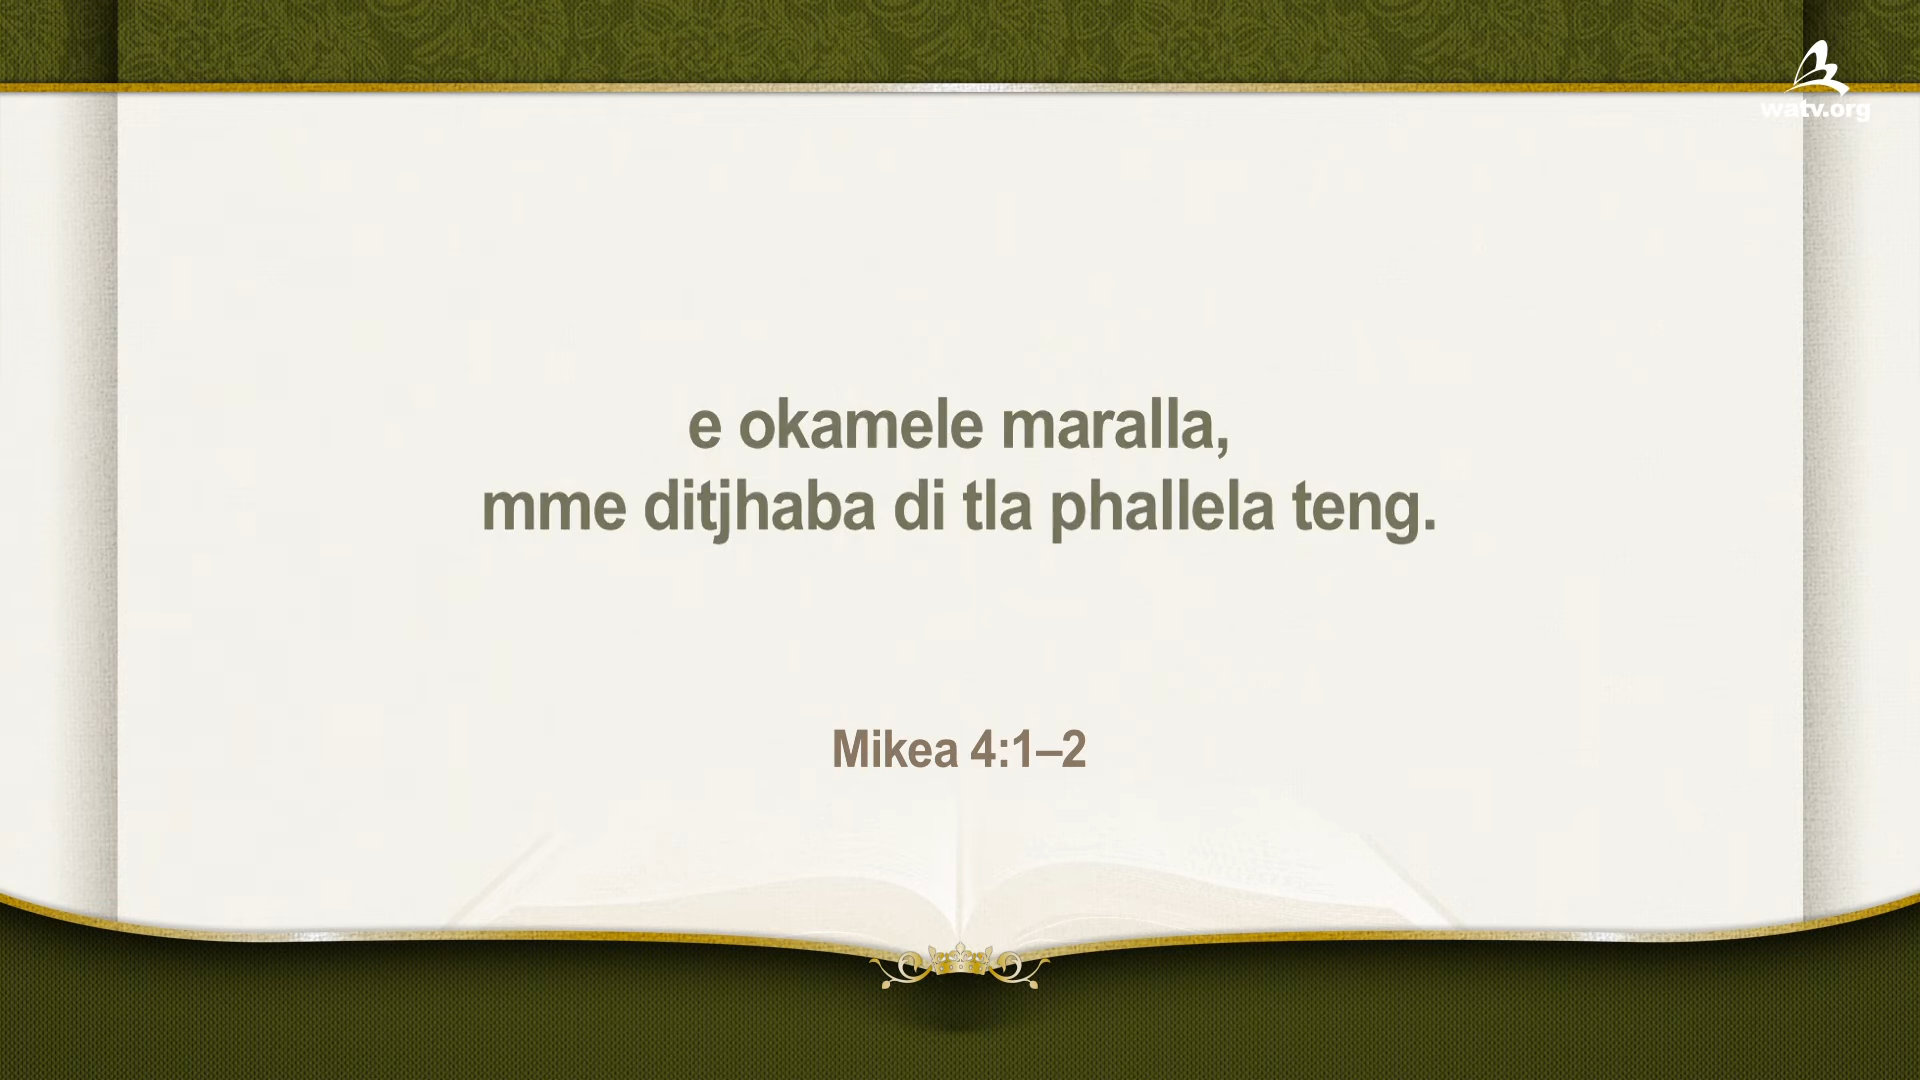 watv.org
e okamele maralla,
mme ditjhaba di tla phallela teng.
Mikea 4:1–2